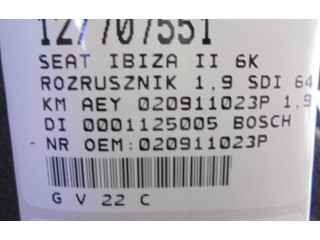 127707551
SEAT IBIZA II 6K
ROZRUSZNIK 1,9 SDI 64
KM AEY 020911023P 1,9
DI 0001125005 BOSCH
NR OEM:020911023P
G V 22 C